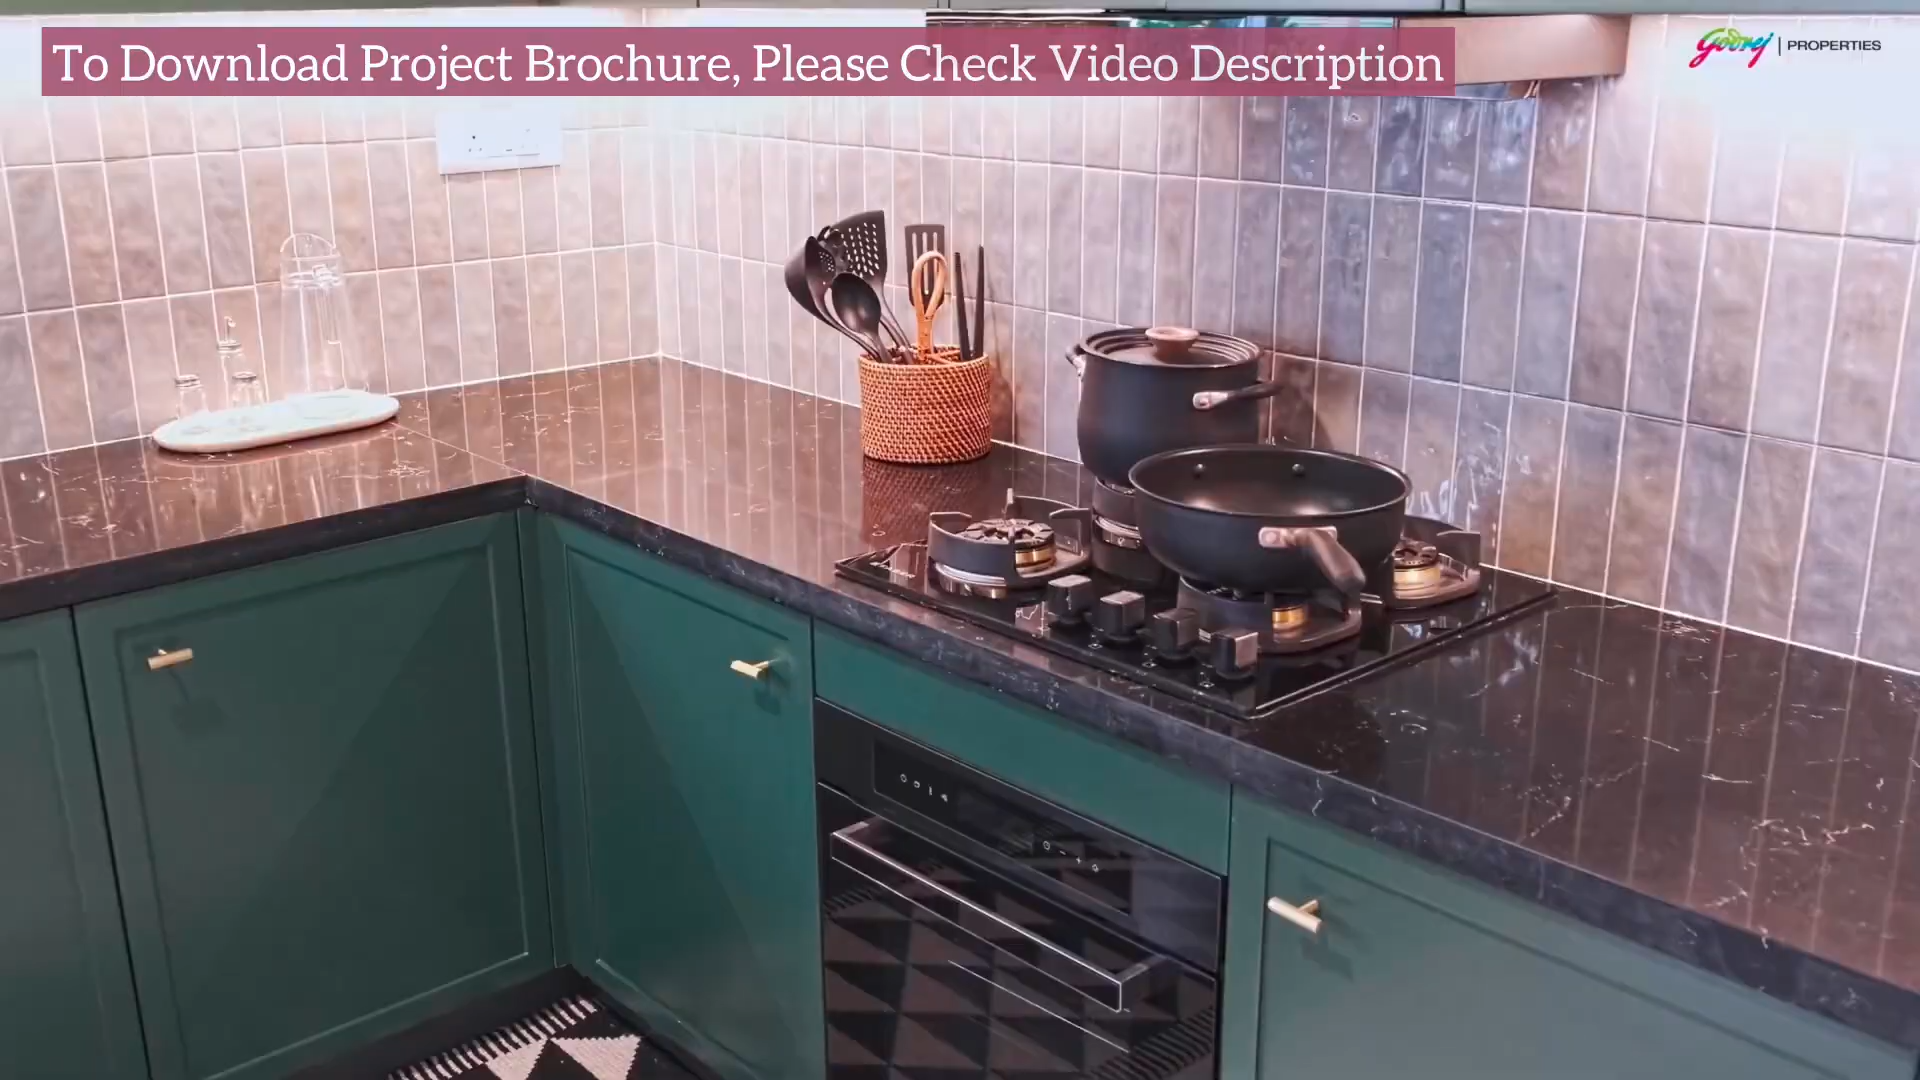 To Download Project Brochure, Please Check Video Description
Godrej | PROPERTIES